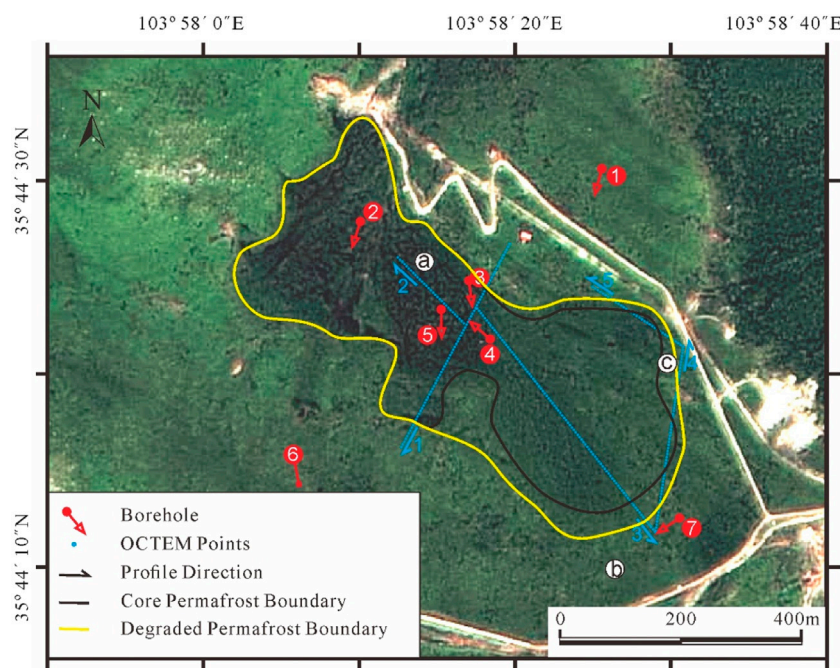 103° 58′ 0″E 103° 58′ 20″E 103° 58′ 40″E
N
35° 44′ 30″N
35° 44′ 10″N
1
2
a
3
2
5
5
4
4
c
1
6
7
3
b
Borehole
OCTEM Points
Profile Direction
Core Permafrost Boundary
Degraded Permafrost Boundary
0 200 400m